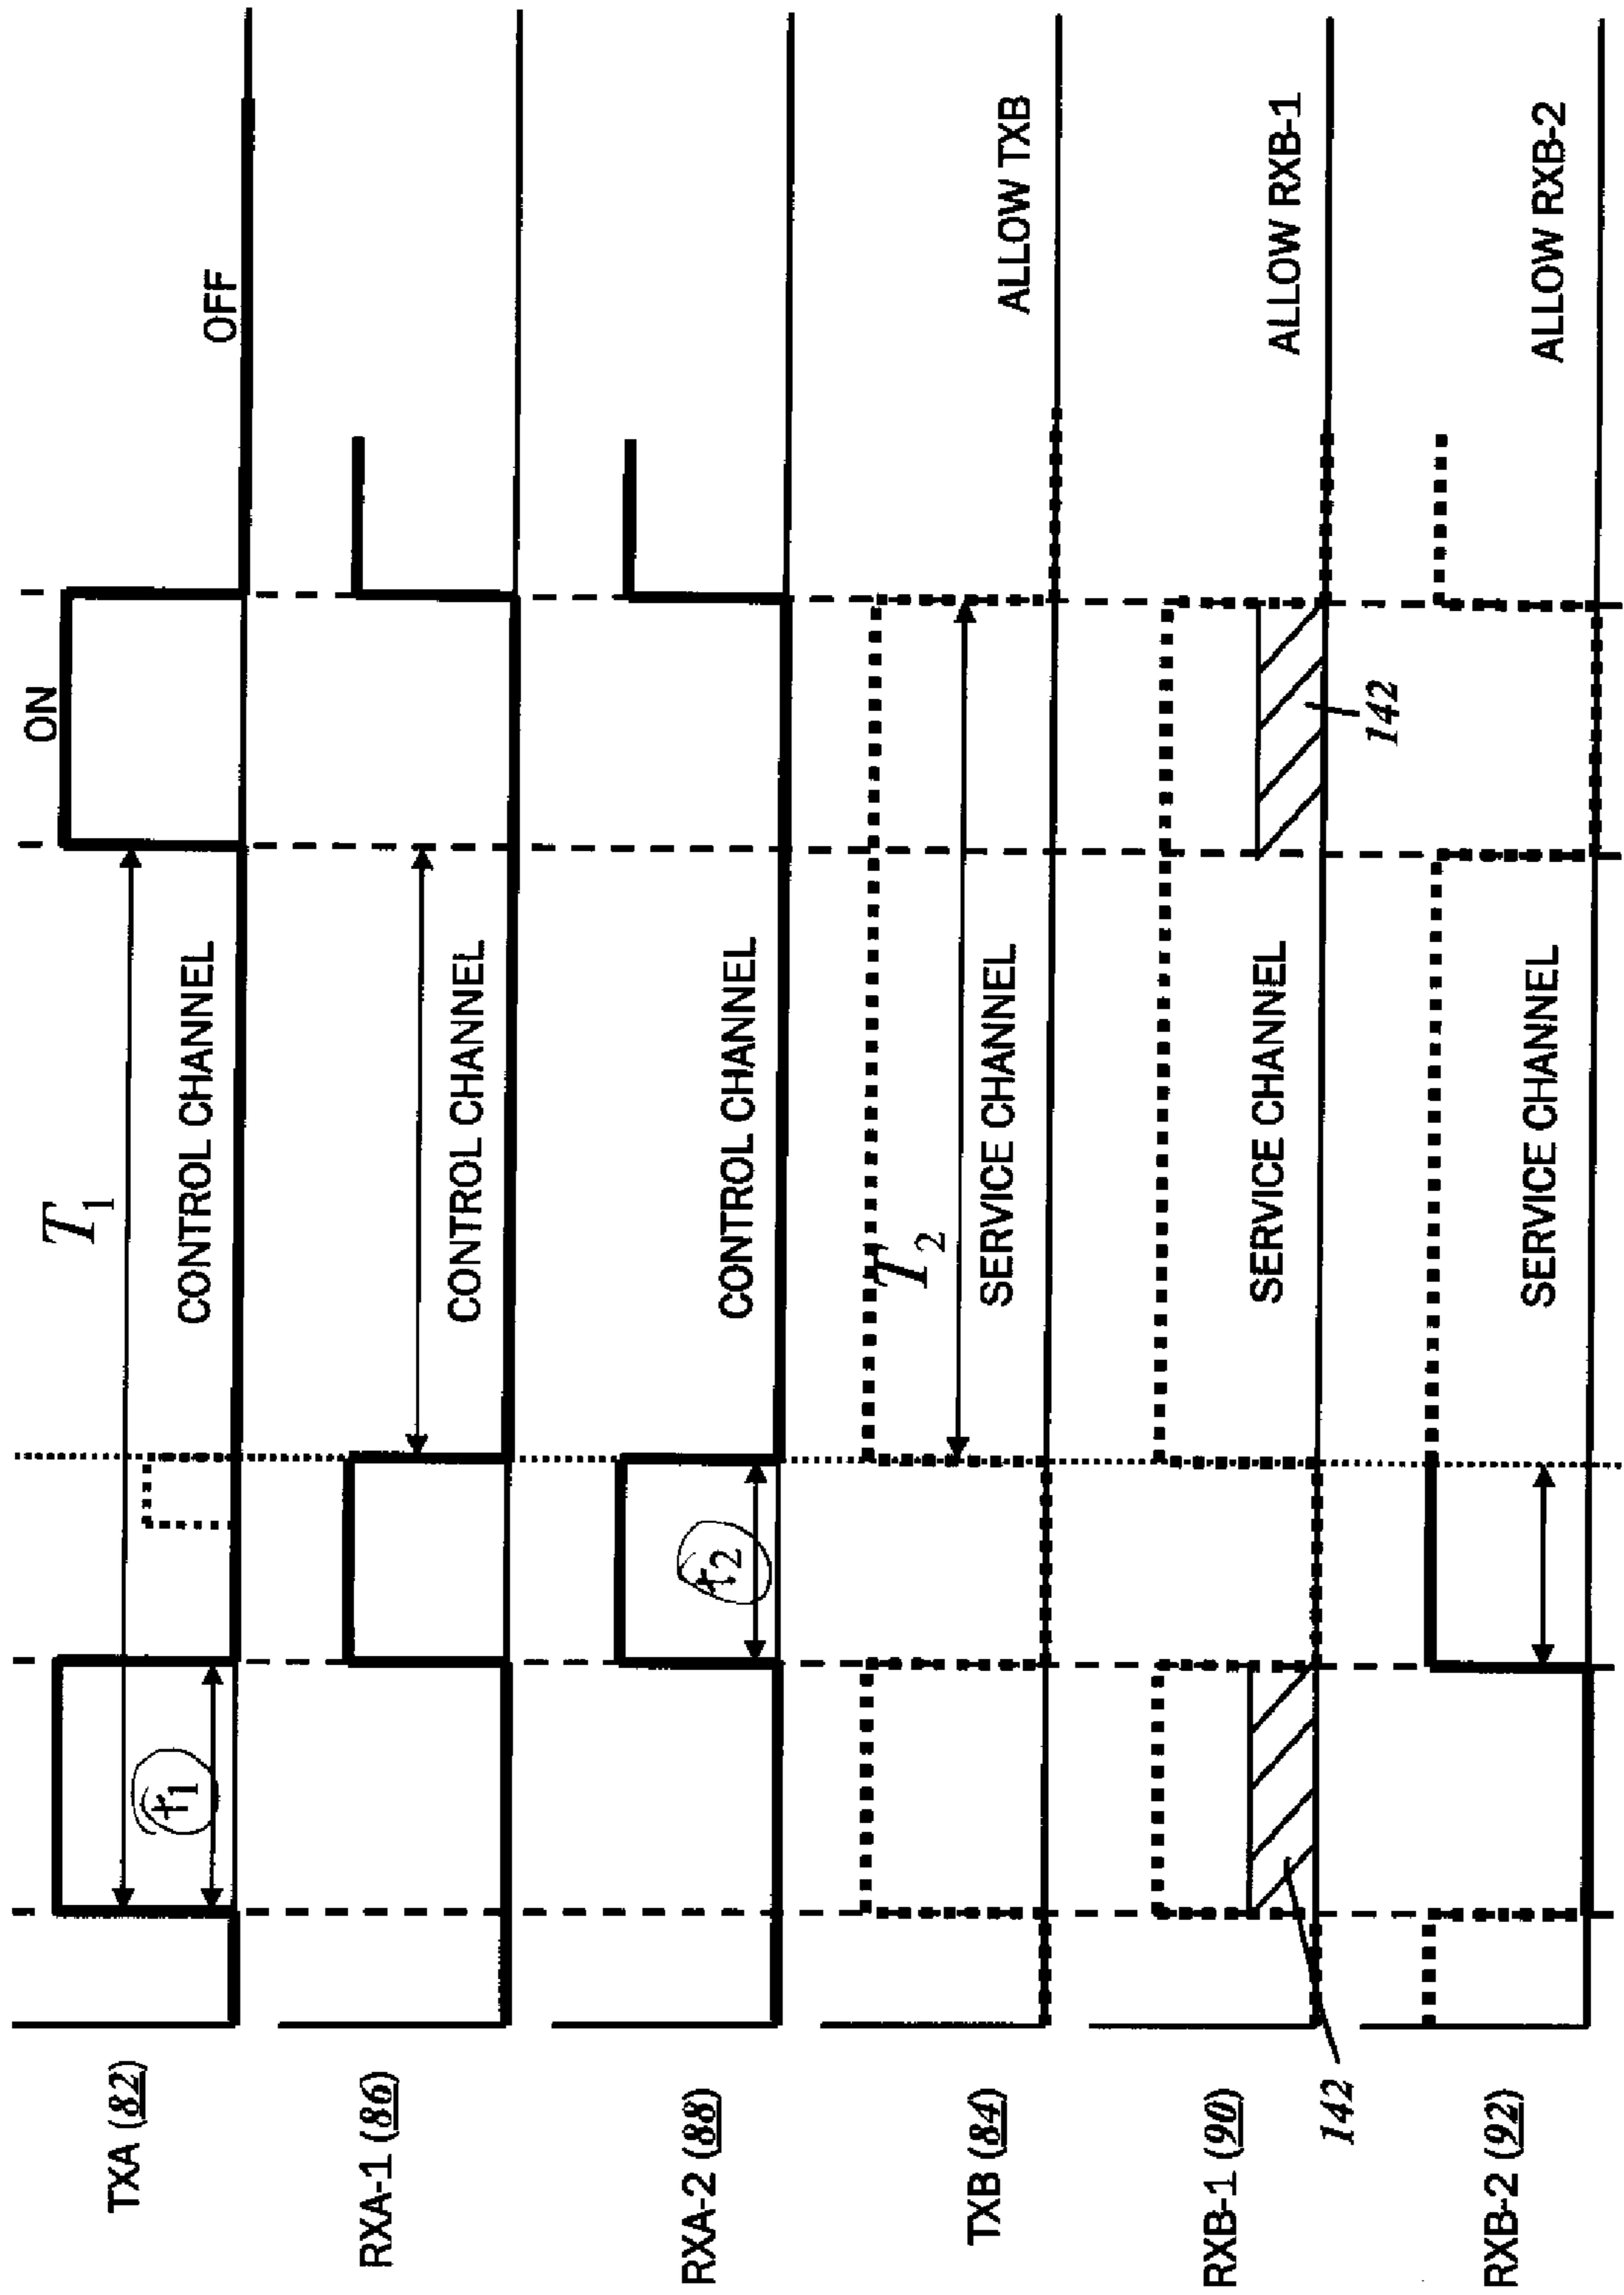 TXA (82)
t1
T1
CONTROL CHANNEL
ON
OFF
RXA-1 (86)
CONTROL CHANNEL
RXA-2 (88)
t2
CONTROL CHANNEL
TXB (84)
T2
SERVICE CHANNEL
ALLOW TXB
RXB-1 (90)
142
SERVICE CHANNEL
142
ALLOW RXB-1
RXB-2 (92)
SERVICE CHANNEL
ALLOW RXB-2